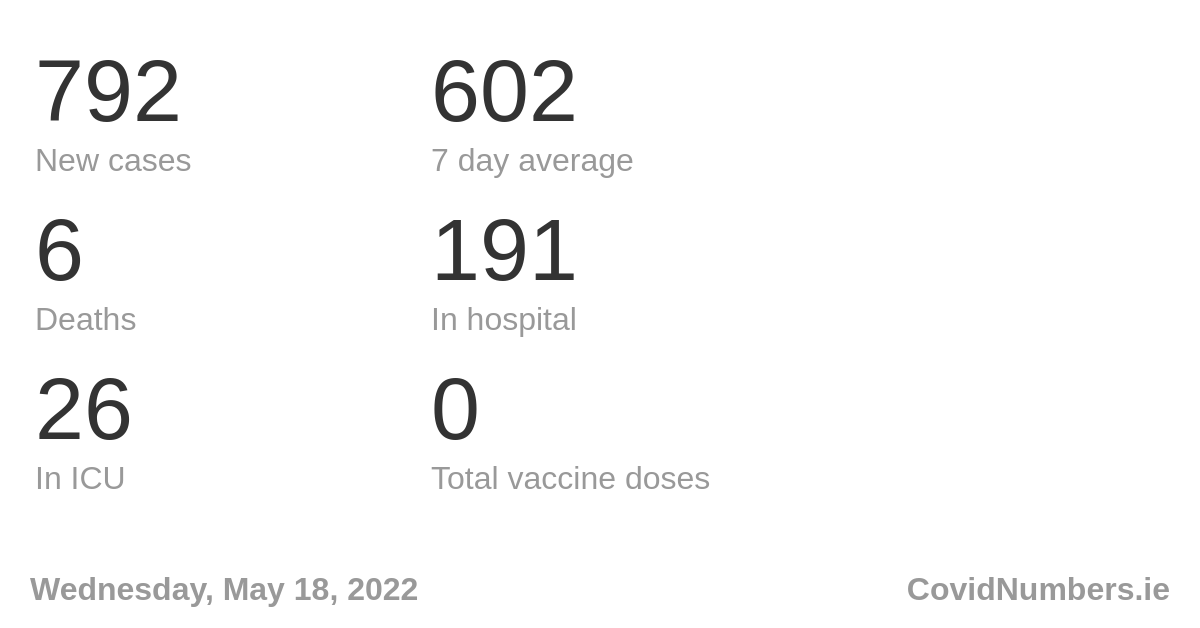 792
602
New cases
7 day average
6
191
Deaths
In hospital
26
0
In ICU
Total vaccine doses
Wednesday, May 18, 2022
CovidNumbers.ie